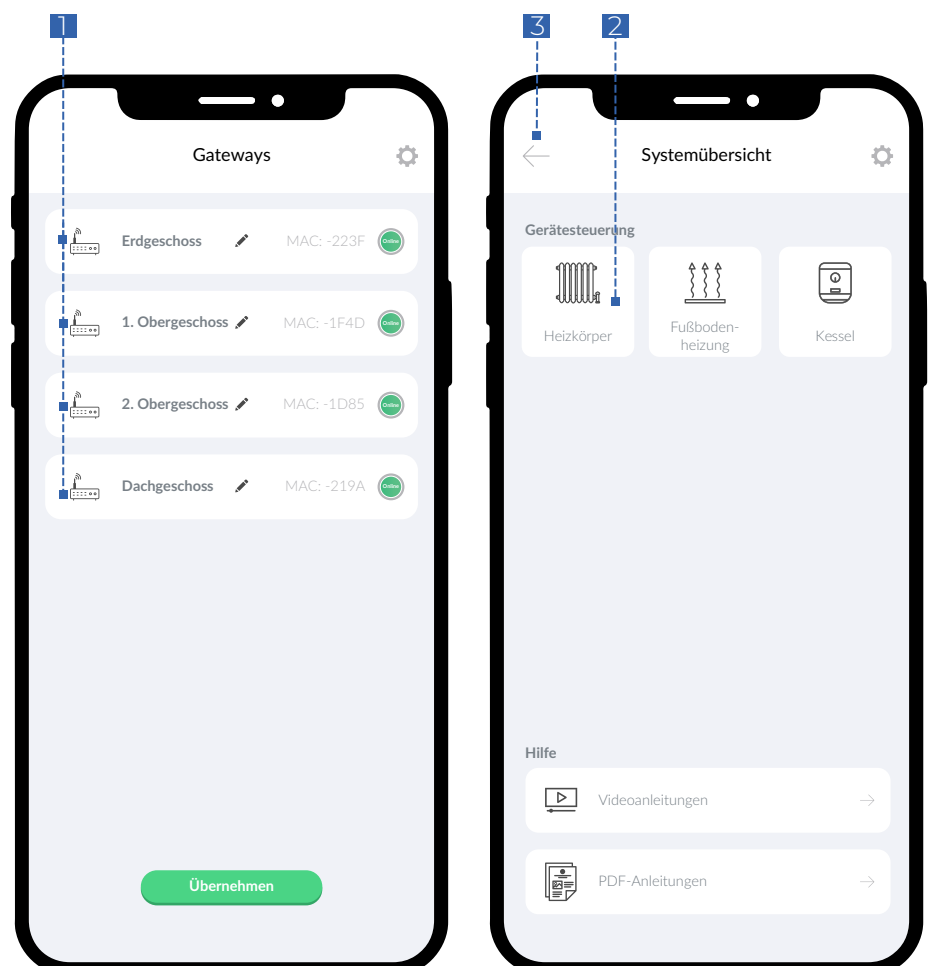 1
3
2
Gateways
Erdgeschoss
MAC: -223F
Online
1. Obergeschoss
MAC: -1F4D
Online
2. Obergeschoss
MAC: -1D85
Online
Dachgeschoss
MAC: -219A
Online
Übernehmen
Systemübersicht
Gerätesteuerung
Heizkörper
Fußboden-
heizung
Kessel
Hilfe
Videoanleitungen
PDF-Anleitungen